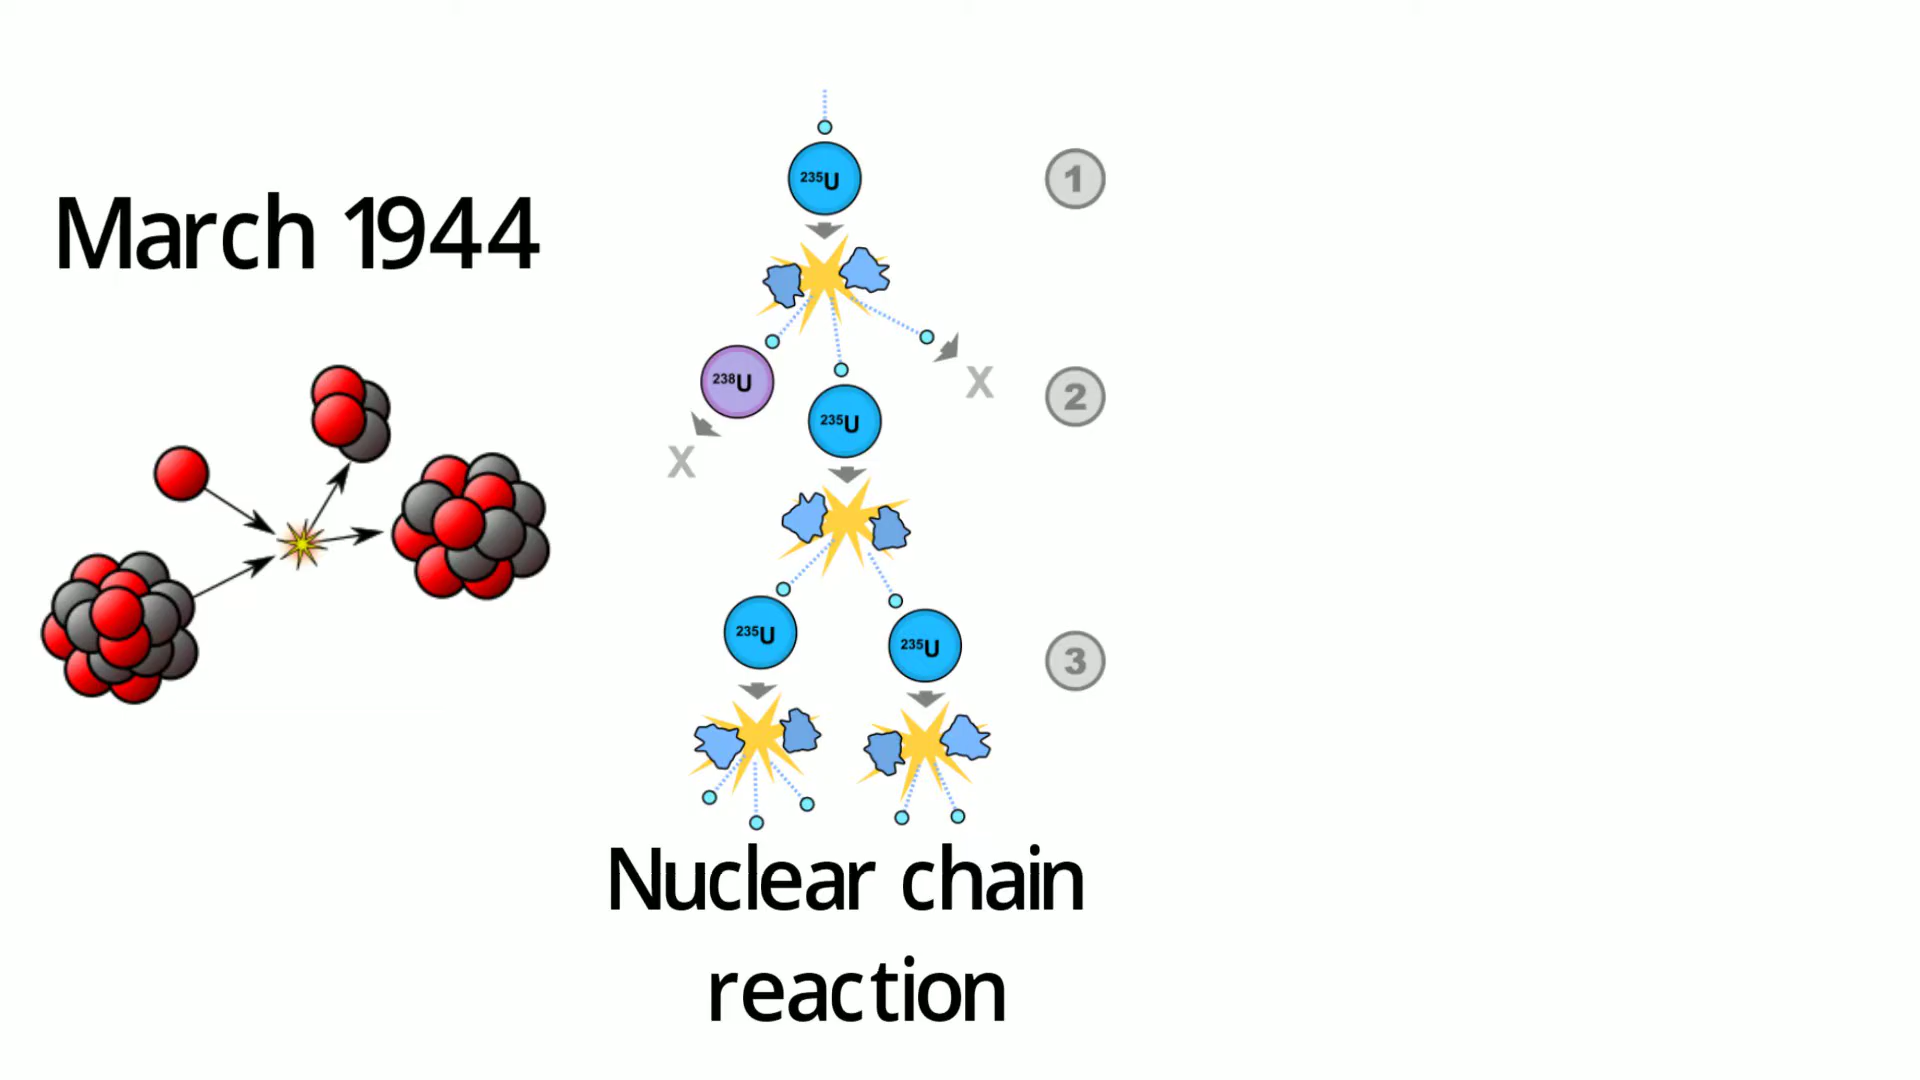 March 1944
²³⁵U
1
²³⁸U
X
2
²³⁵U
X
²³⁵U
²³⁵U
3
Nuclear chain
reaction